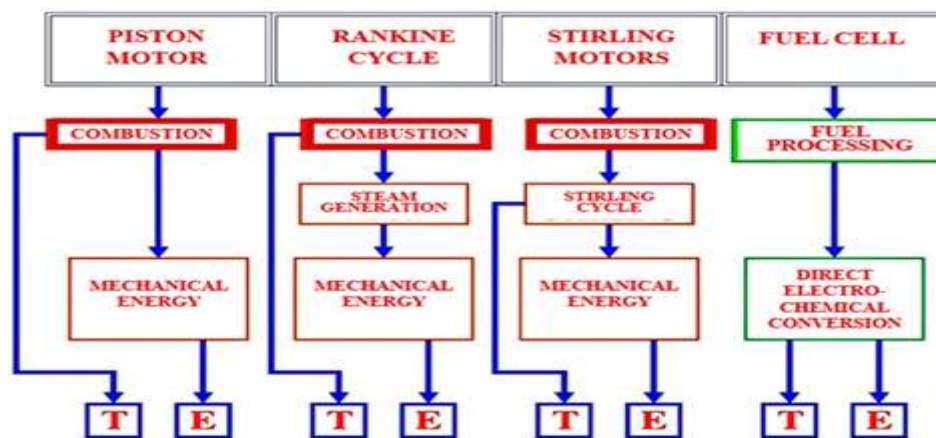 PISTON
MOTOR
RANKINE
CYCLE
STIRLING
MOTORS
FUEL CELL
COMBUSTION
COMBUSTION
COMBUSTION
FUEL
PROCESSING
STEAM
GENERATION
STIRLING
CYCLE
MECHANICAL
ENERGY
MECHANICAL
ENERGY
MECHANICAL
ENERGY
DIRECT
ELECTRO-
CHEMICAL
CONVERSION
T
E
T
E
T
E
T
E